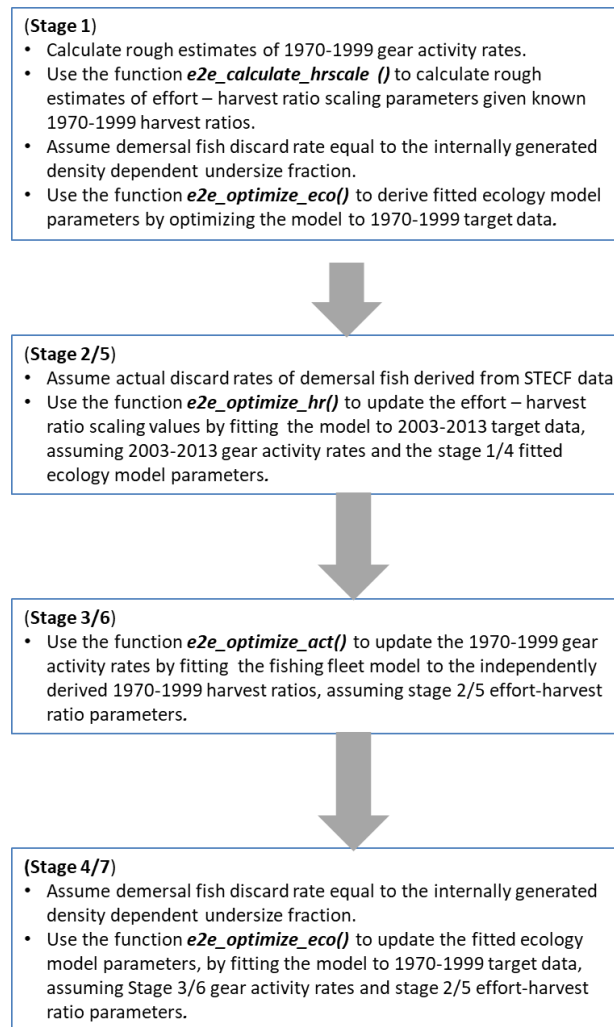 (Stage 1)
• Calculate rough estimates of 1970-1999 gear activity rates.
• Use the function e2e_calculate_hrscale () to calculate rough
estimates of effort – harvest ratio scaling parameters given known
1970-1999 harvest ratios.
• Assume demersal fish discard rate equal to the internally generated
density dependent undersize fraction.
• Use the function e2e_optimize_eco() to derive fitted ecology model
parameters by optimizing the model to 1970-1999 target data.
(Stage 2/5)
• Assume actual discard rates of demersal fish derived from STECF data
• Use the function e2e_optimize_hr() to update the effort – harvest
ratio scaling values by fitting the model to 2003-2013 target data,
assuming 2003-2013 gear activity rates and the stage 1/4 fitted
ecology model parameters.
(Stage 3/6)
• Use the function e2e_optimize_act() to update the 1970-1999 gear
activity rates by fitting the fishing fleet model to the independently
derived 1970-1999 harvest ratios, assuming stage 2/5 effort-harvest
ratio parameters.
(Stage 4/7)
• Assume demersal fish discard rate equal to the internally generated
density dependent undersize fraction.
• Use the function e2e_optimize_eco() to update the fitted ecology
model parameters, by fitting the model to 1970-1999 target data,
assuming Stage 3/6 gear activity rates and stage 2/5 effort-harvest
ratio parameters.